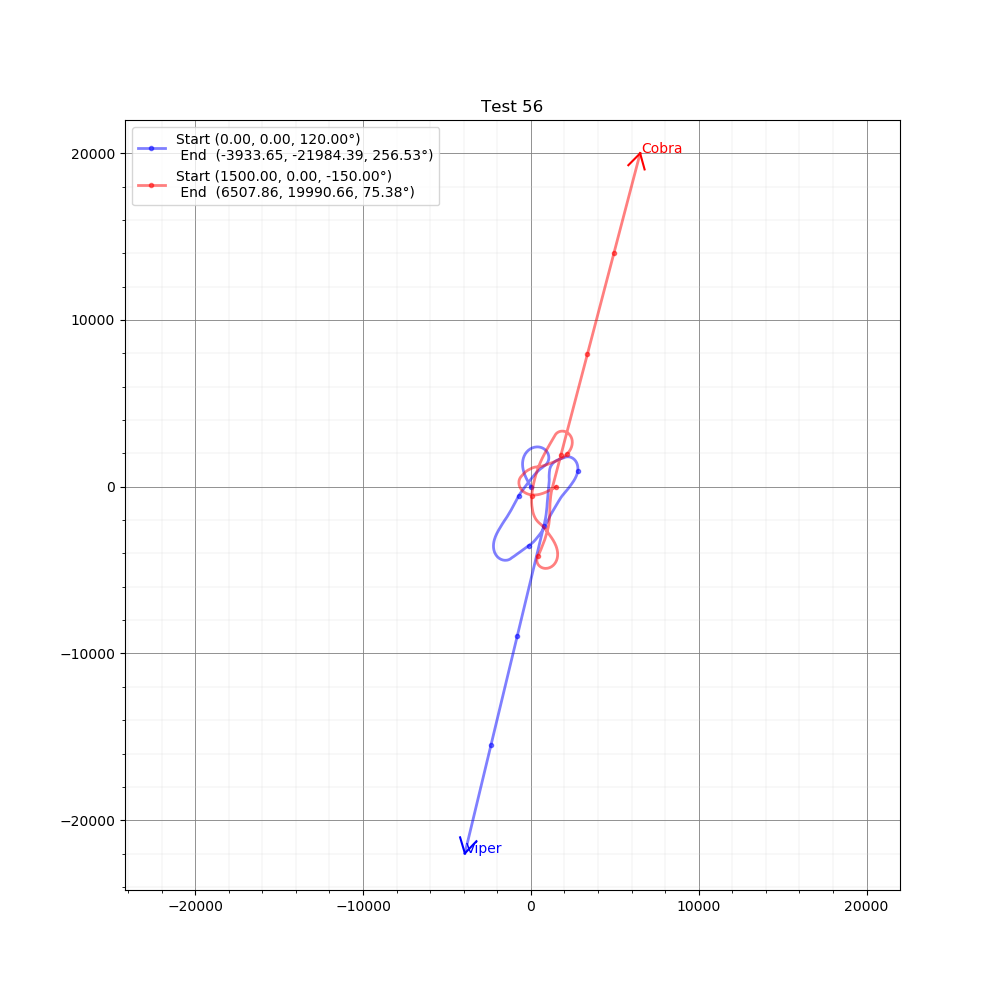 Test 56
Start (0.00, 0.00, 120.00°)
End (-3933.65, -21984.39, 256.53°)
Start (1500.00, 0.00, -150.00°)
End (6507.86, 19990.66, 75.38°)
Cobra
20000
10000
0
−10000
−20000
Viper
−20000
−10000
0
10000
20000